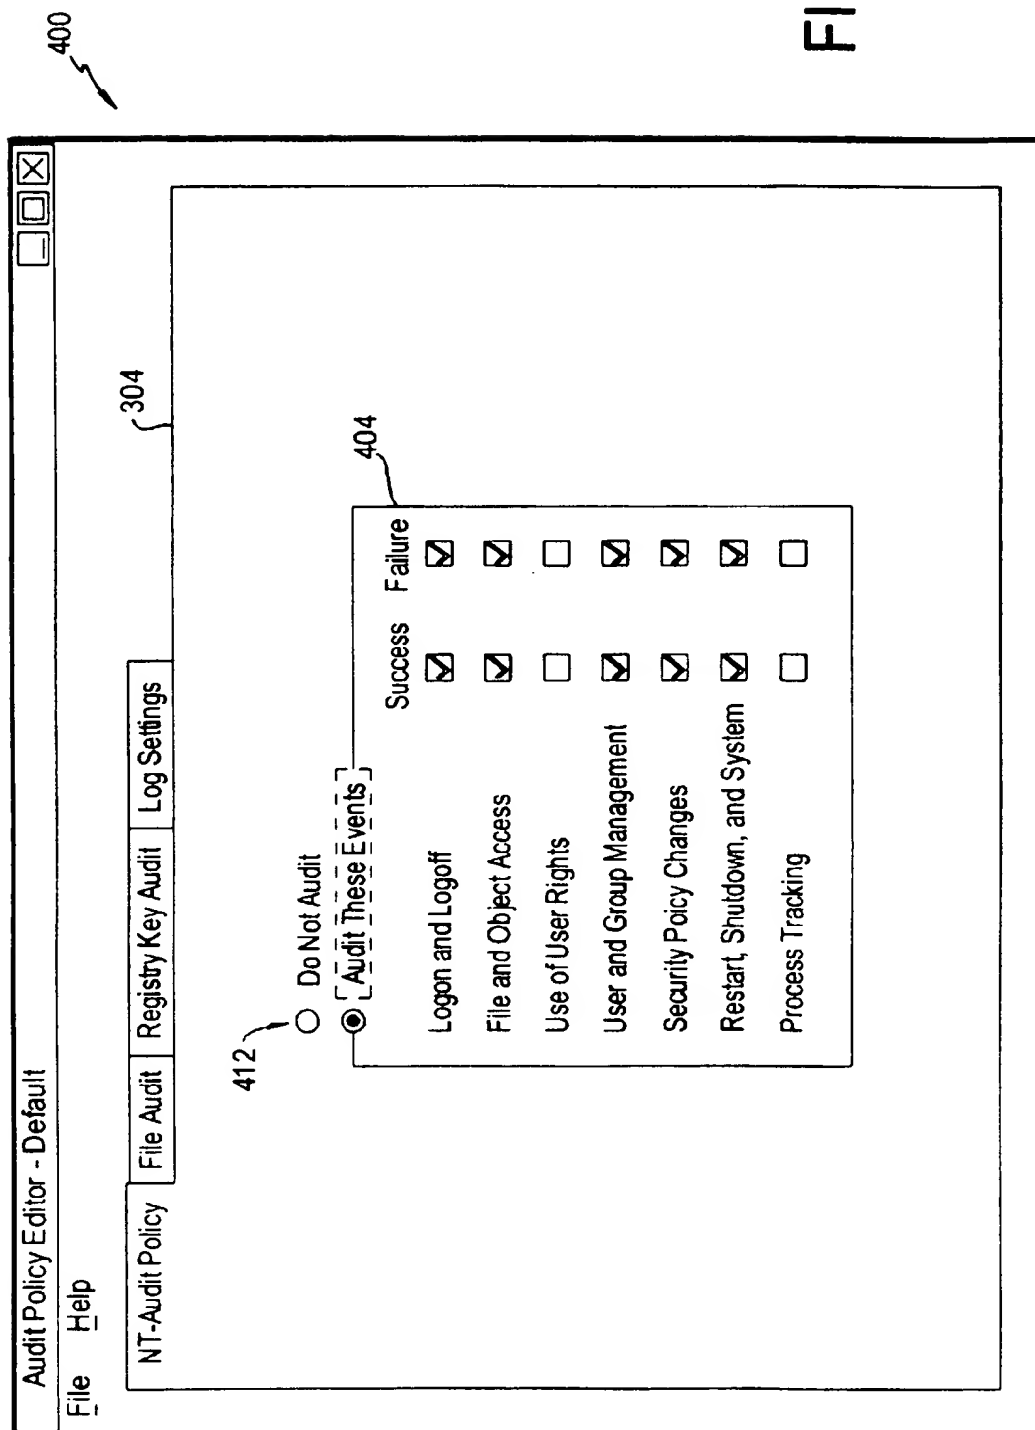 400
Audit Policy Editor - Default
File Help
304
NT-Audit Policy File Audit Registry Key Audit Log Settings
412
Do Not Audit
Audit These Events
404
Success Failure
Logon and Logoff
File and Object Access
Use of User Rights
User and Group Management
Security Poicy Changes
Restart, Shutdown, and System
Process Tracking
FI